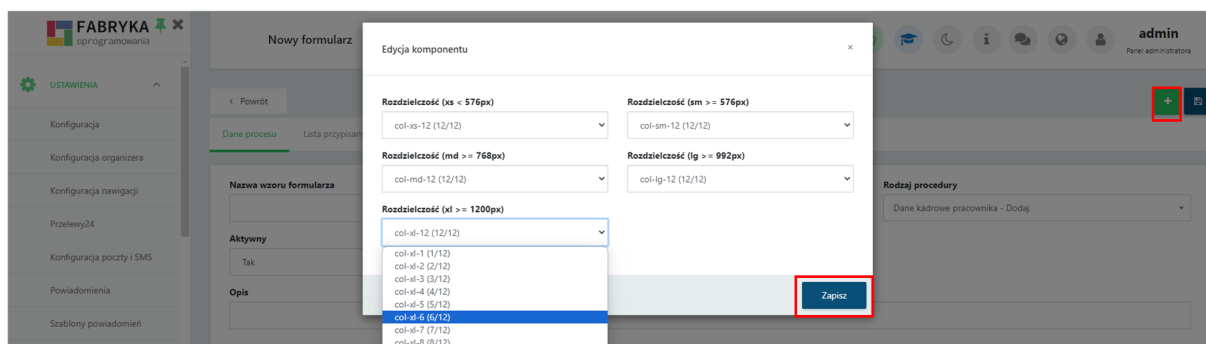 FABRYKA
oprogramowania
Nowy formularz
admin
Panel administratora
USTAWIENIA
Konfiguracja
Konfiguracja organizera
Konfiguracja nawigacji
Przelewy24
Konfiguracja poczty i SMS
Powiadomienia
Szablony powiadomień
< Powrót
Dane procesu
Lista przypisany
Nazwa wzoru formularza
Aktywny
Tak
Opis
Rodzaj procedury
Dane kadrowe pracownika - Dodaj
Edycja komponentu
×
Rozdzielczość (xs < 576px)
Rozdzielczość (sm >= 576px)
col-xs-12 (12/12)
col-sm-12 (12/12)
Rozdzielczość (md >= 768px)
Rozdzielczość (lg >= 992px)
col-md-12 (12/12)
col-lg-12 (12/12)
Rozdzielczość (xl >= 1200px)
col-xl-12 (12/12)
col-xl-1 (1/12)
col-xl-2 (2/12)
col-xl-3 (3/12)
col-xl-4 (4/12)
col-xl-5 (5/12)
col-xl-6 (6/12)
col-xl-7 (7/12)
col-xl-8 (8/12)
Zapisz